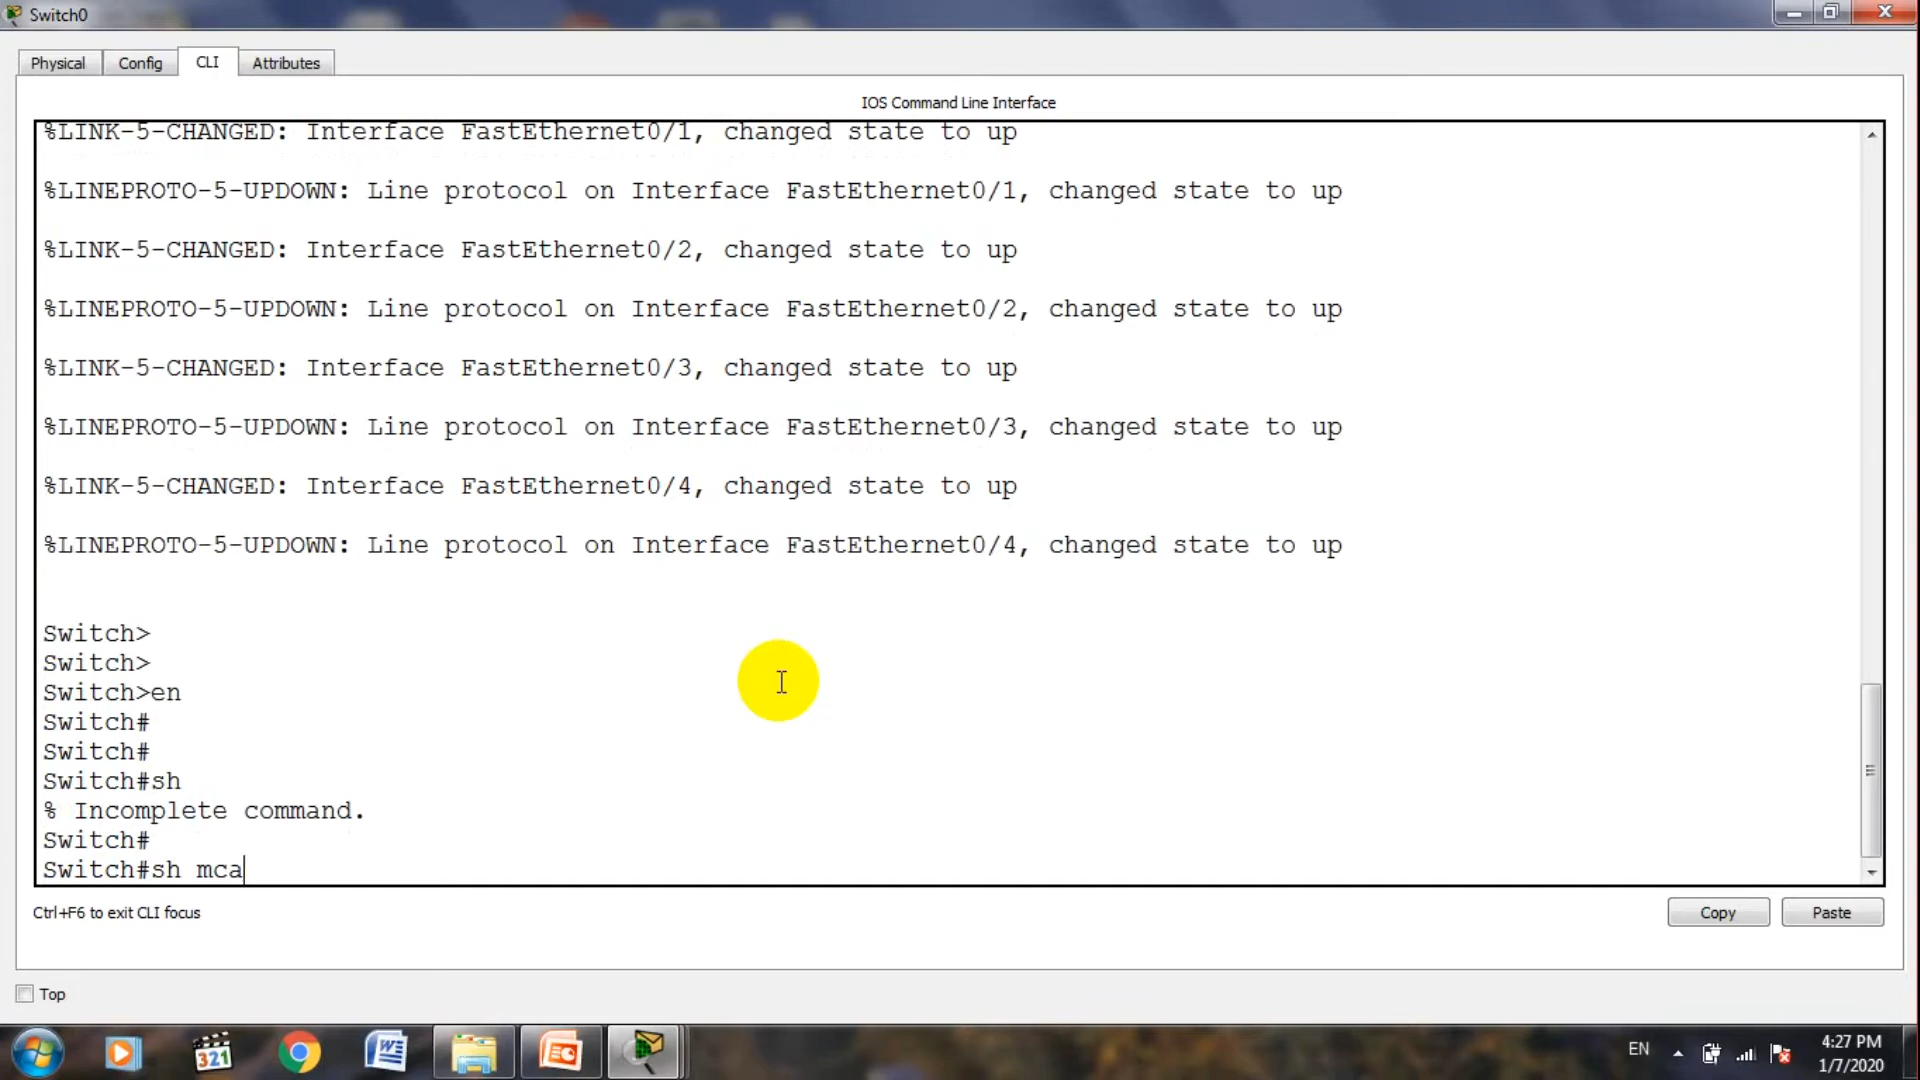 Switch0
Physical
Config
CLI
Attributes
IOS Command Line Interface
%LINK-5-CHANGED: Interface FastEthernet0/1, changed state to up
%LINEPROTO-5-UPDOWN: Line protocol on Interface FastEthernet0/1, changed state to up
%LINK-5-CHANGED: Interface FastEthernet0/2, changed state to up
%LINEPROTO-5-UPDOWN: Line protocol on Interface FastEthernet0/2, changed state to up
%LINK-5-CHANGED: Interface FastEthernet0/3, changed state to up
%LINEPROTO-5-UPDOWN: Line protocol on Interface FastEthernet0/3, changed state to up
%LINK-5-CHANGED: Interface FastEthernet0/4, changed state to up
%LINEPROTO-5-UPDOWN: Line protocol on Interface FastEthernet0/4, changed state to up
Switch>
Switch>
Switch>en
Switch#
Switch#
Switch#sh
% Incomplete command.
Switch#
Switch#sh mca
Ctrl+F6 to exit CLI focus
Copy
Paste
Top
321
EN
4:27 PM
1/7/2020